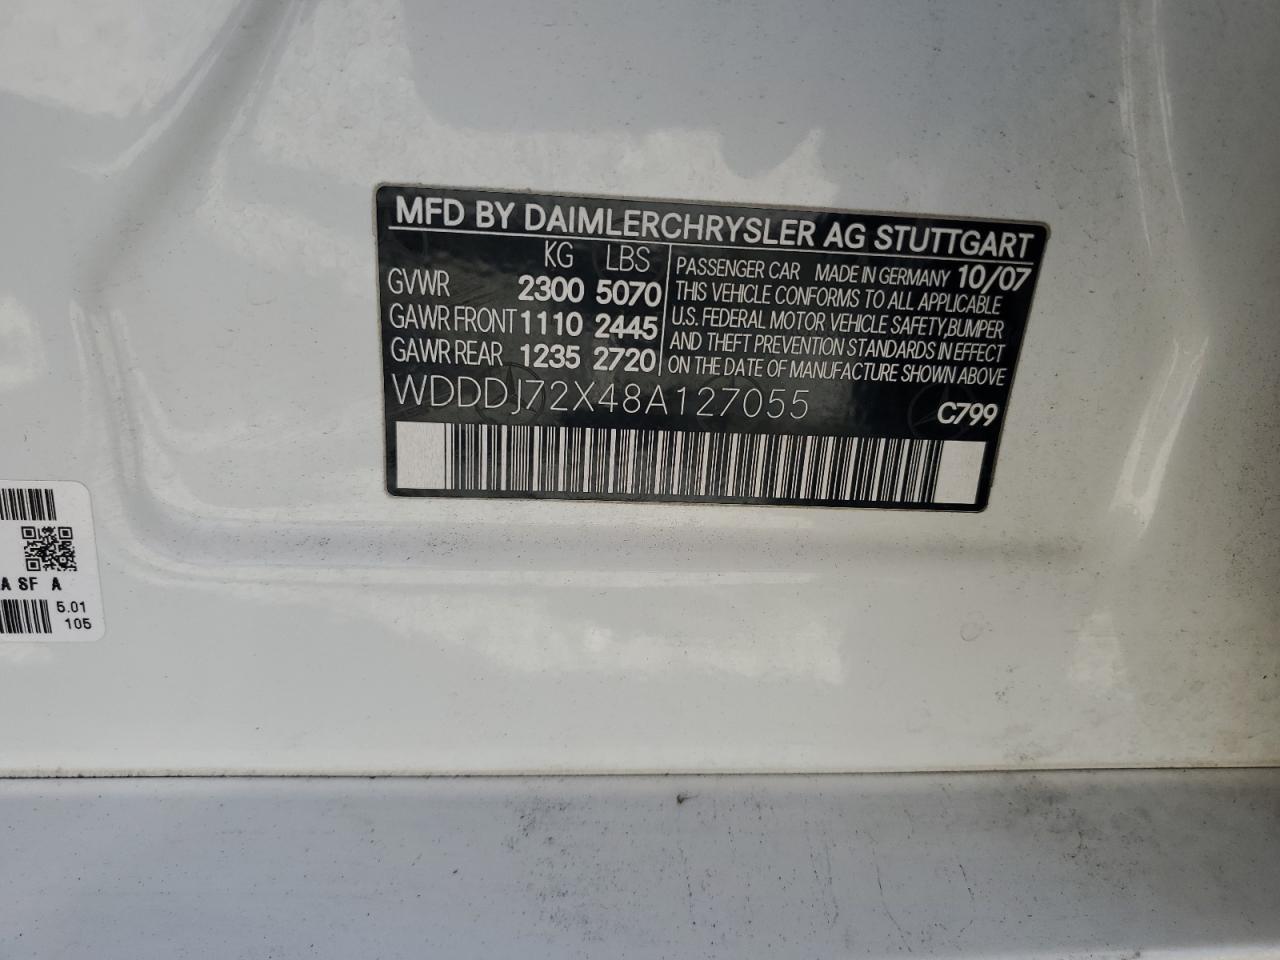 MFD BY DAIMLERCHRYSLER AG STUTTGART
KG LBS
GVWR 2300 5070
GAWR FRONT 1110 2445
GAWR REAR 1235 2720
PASSENGER CAR MADE IN GERMANY 10/07
THIS VEHICLE CONFORMS TO ALL APPLICABLE
U.S. FEDERAL MOTOR VEHICLE SAFETY,BUMPER
AND THEFT PREVENTION STANDARDS IN EFFECT
ON THE DATE OF MANUFACTURE SHOWN ABOVE
WDDDJ72X48A127055
C799
A SF A
5.01
105